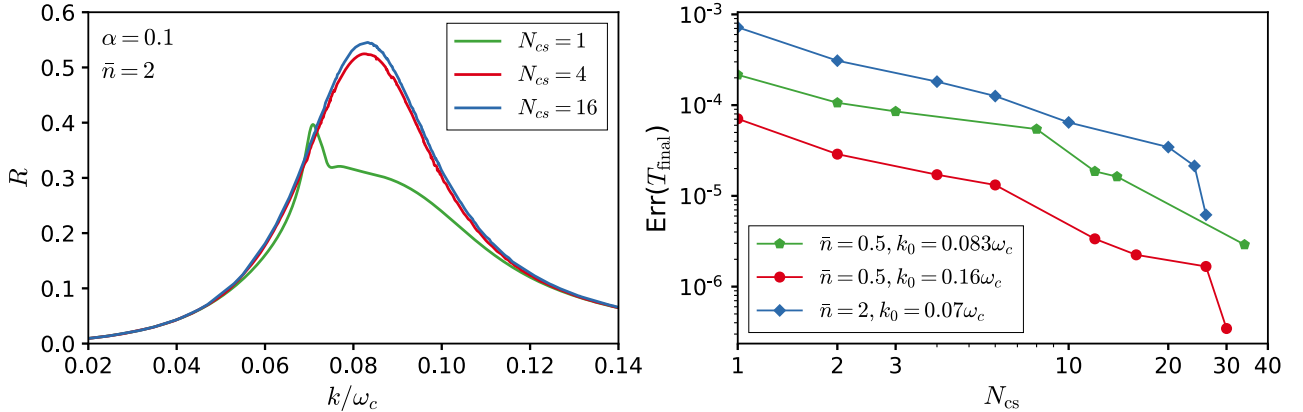 α = 0.1
n̄ = 2
N_cs = 1
N_cs = 4
N_cs = 16
R
0.0
0.1
0.2
0.3
0.4
0.5
0.6
0.02 0.04 0.06 0.08 0.10 0.12 0.14
k/ω_c
10^-3
10^-4
10^-5
10^-6
Err(T_final)
n̄ = 0.5, k_0 = 0.083ω_c
n̄ = 0.5, k_0 = 0.16ω_c
n̄ = 2, k_0 = 0.07ω_c
1 2 3 10 20 30 40
N_cs